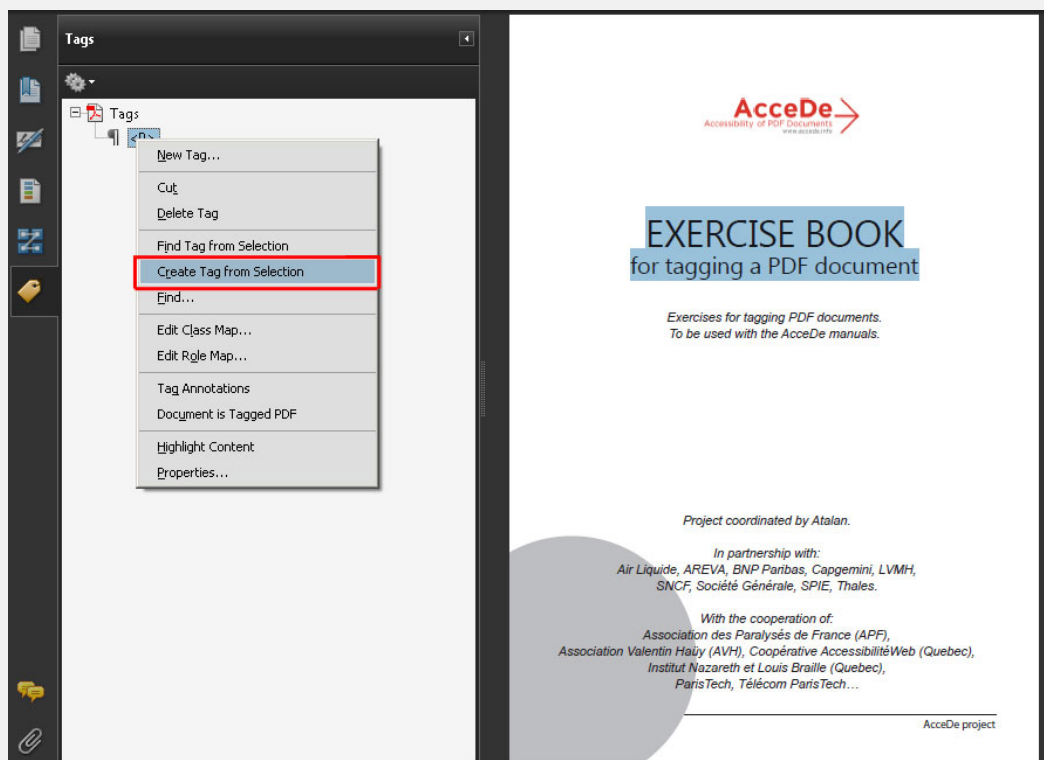 Tags
Tags
<P>
New Tag...
Cut
Delete Tag
Find Tag from Selection
Create Tag from Selection
Find...
Edit Class Map...
Edit Role Map...
Tag Annotations
Document is Tagged PDF
Highlight Content
Properties...
AcceDe
Accessibility of PDF Documents
www.accede.info
EXERCISE BOOK
for tagging a PDF document
Exercises for tagging PDF documents.
To be used with the AcceDe manuals.
Project coordinated by Atalan.
In partnership with:
Air Liquide, AREVA, BNP Paribas, Capgemini, LVMH,
SNCF, Société Générale, SPIE, Thales.
With the cooperation of:
Association des Paralysés de France (APF),
Association Valentin Haüy (AVH), Coopérative AccessibilitéWeb (Quebec),
Institut Nazareth et Louis Braille (Quebec),
ParisTech, Télécom ParisTech…
AcceDe project